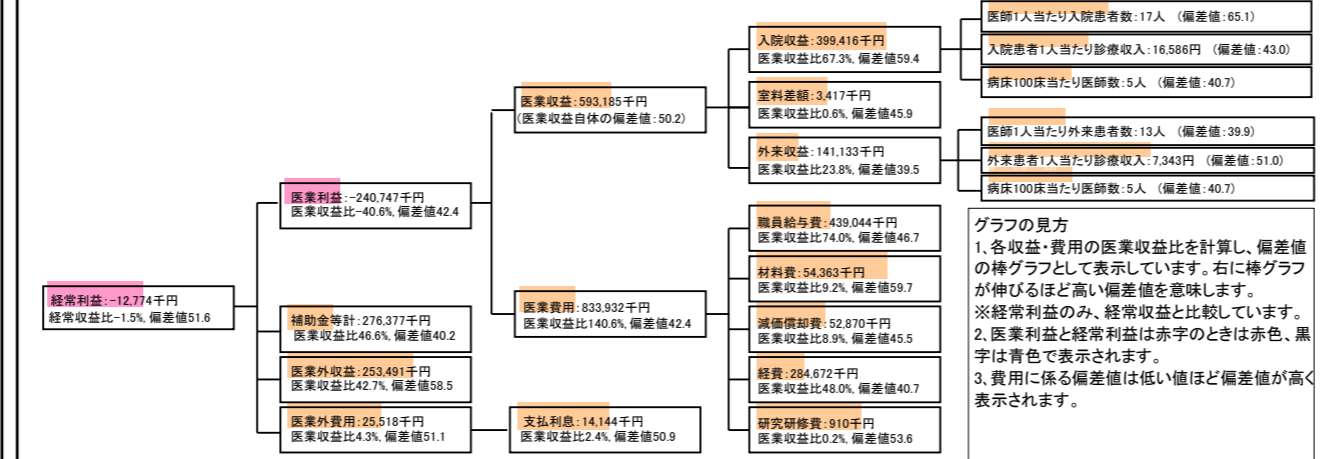 医師1人当たり入院患者数：17人　（偏差値：65.1）
入院患者1人当たり診療収入：16,586円　（偏差値：43.0）
病床100床当たり医師数：5人　（偏差値：40.7）
入院収益：399,416千円
医業収益比67.3%, 偏差値59.4
室料差額：3,417千円
医業収益比0.6%, 偏差値45.9
外来収益：141,133千円
医業収益比23.8%, 偏差値39.5
医師1人当たり外来患者数：13人　（偏差値：39.9）
外来患者1人当たり診療収入：7,343円　（偏差値：51.0）
病床100床当たり医師数：5人　（偏差値：40.7）
医業収益：593,185千円
（医業収益自体の偏差値：50.2）
医業利益：-240,747千円
医業収益比-40.6%, 偏差値42.4
経常利益：-12,774千円
経常収益比-1.5%, 偏差値51.6
補助金等計：276,377千円
医業収益比46.6%, 偏差値40.2
医業外収益：253,491千円
医業収益比42.7%, 偏差値58.5
医業外費用：25,518千円
医業収益比4.3%, 偏差値51.1
支払利息：14,144千円
医業収益比2.4%, 偏差値50.9
医業費用：833,932千円
医業収益比140.6%, 偏差値42.4
職員給与費：439,044千円
医業収益比74.0%, 偏差値46.7
材料費：54,363千円
医業収益比9.2%, 偏差値59.7
減価償却費：52,870千円
医業収益比8.9%, 偏差値45.5
経費：284,672千円
医業収益比48.0%, 偏差値40.7
研究研修費：910千円
医業収益比0.2%, 偏差値53.6
グラフの見方
1、各収益・費用の医業収益比を計算し、偏差値
の棒グラフとして表示しています。右に棒グラフ
が伸びるほど高い偏差値を意味します。
※経常利益のみ、経常収益と比較しています。
2、医業利益と経常利益は赤字のときは赤色、黒
字は青色で表示されます。
3、費用に係る偏差値は低い値ほど偏差値が高く
表示されます。